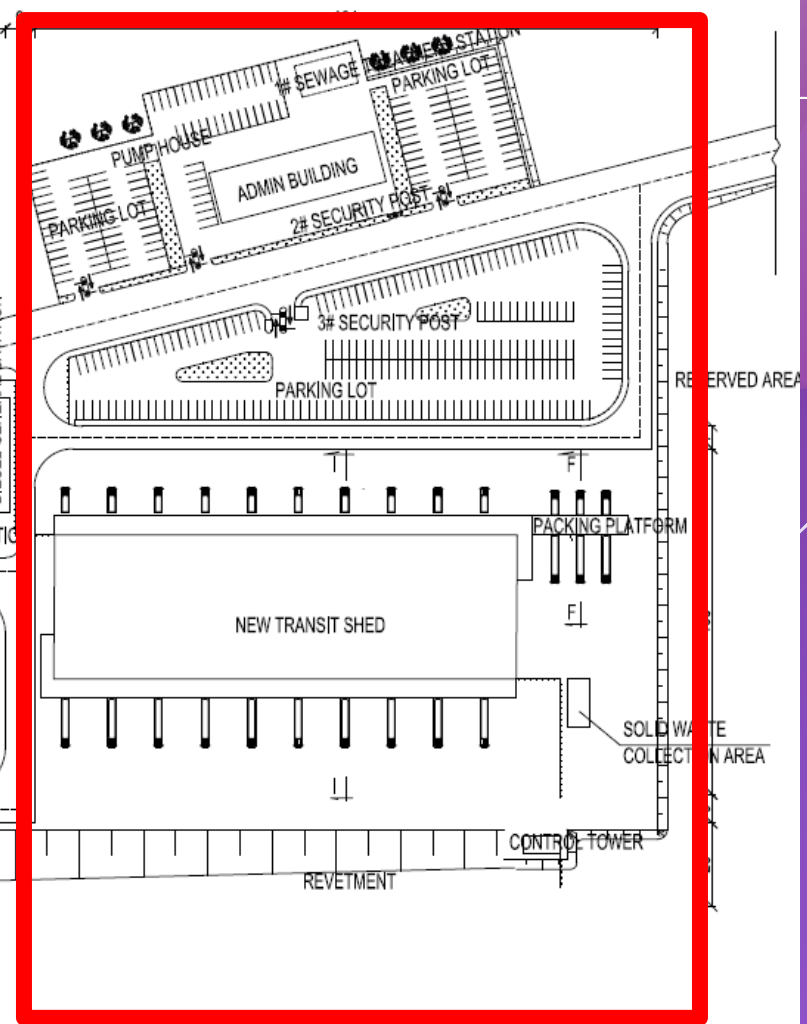 1# SEWAGE TREATMENT STATION
PARKING LOT
PUMP HOUSE
ADMIN BUILDING
PARKING LOT
2# SECURITY POST
3# SECURITY POST
PARKING LOT
RESERVED AREA
I
F
PACKING PLATFORM
NEW TRANSIT SHED
F
SOLID WASTE
COLLECTION AREA
I
CONTROL TOWER
REVETMENT